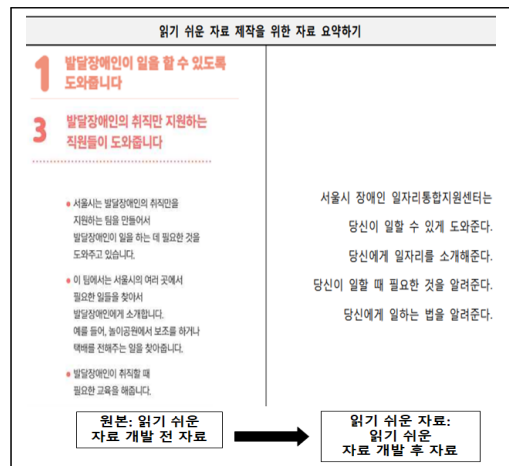 읽기 쉬운 자료 제작을 위한 자료 요약하기
1 발달장애인이 일을 할 수 있도록
도와줍니다
3 발달장애인의 취직만 지원하는
직원들이 도와줍니다
서울시는 발달장애인의 취직만을
지원하는 팀을 만들어서
발달장애인이 일을 하는 데 필요한 것을
도와주고 있습니다.
이 팀에서는 서울시의 여러 곳에서
필요한 일들을 찾아서
발달장애인에게 소개합니다.
예를 들어, 놀이공원에서 보조를 하거나
택배를 전해주는 일을 찾아줍니다.
발달장애인이 취직할 때
필요한 교육을 해줍니다.
서울시 장애인 일자리통합지원센터는
당신이 일할 수 있게 도와준다.
당신에게 일자리를 소개해준다.
당신이 일할 때 필요한 것을 알려준다.
당신에게 일하는 법을 알려준다.
원본: 읽기 쉬운
자료 개발 전 자료
읽기 쉬운 자료:
읽기 쉬운
자료 개발 후 자료